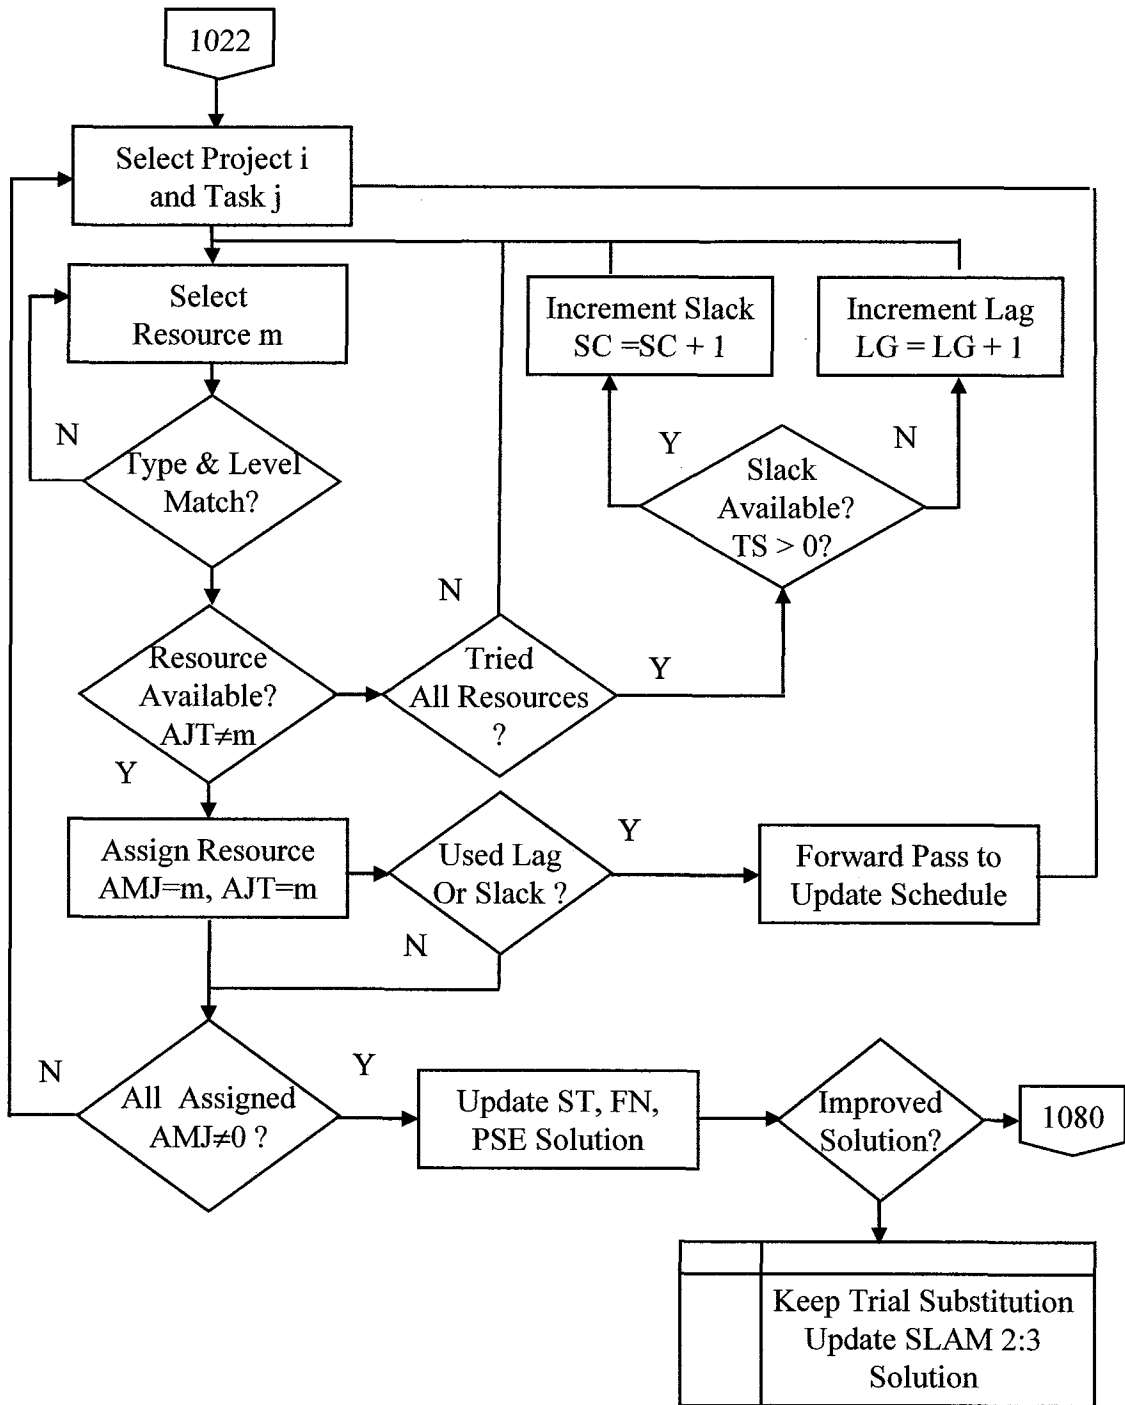 1022
Select Project i
and Task j
Select
Resource m
Increment Slack
SC =SC + 1
Increment Lag
LG = LG + 1
N
Type & Level
Match?
Y
N
Slack
Available?
TS > 0?
N
Resource
Available?
AJT≠m
Tried
All Resources
?
Y
Y
Assign Resource
AMJ=m, AJT=m
Used Lag
Or Slack ?
Y
Forward Pass to
Update Schedule
N
N
All Assigned
AMJ≠0 ?
Y
Update ST, FN,
PSE Solution
Improved
Solution?
1080
Keep Trial Substitution
Update SLAM 2:3
Solution